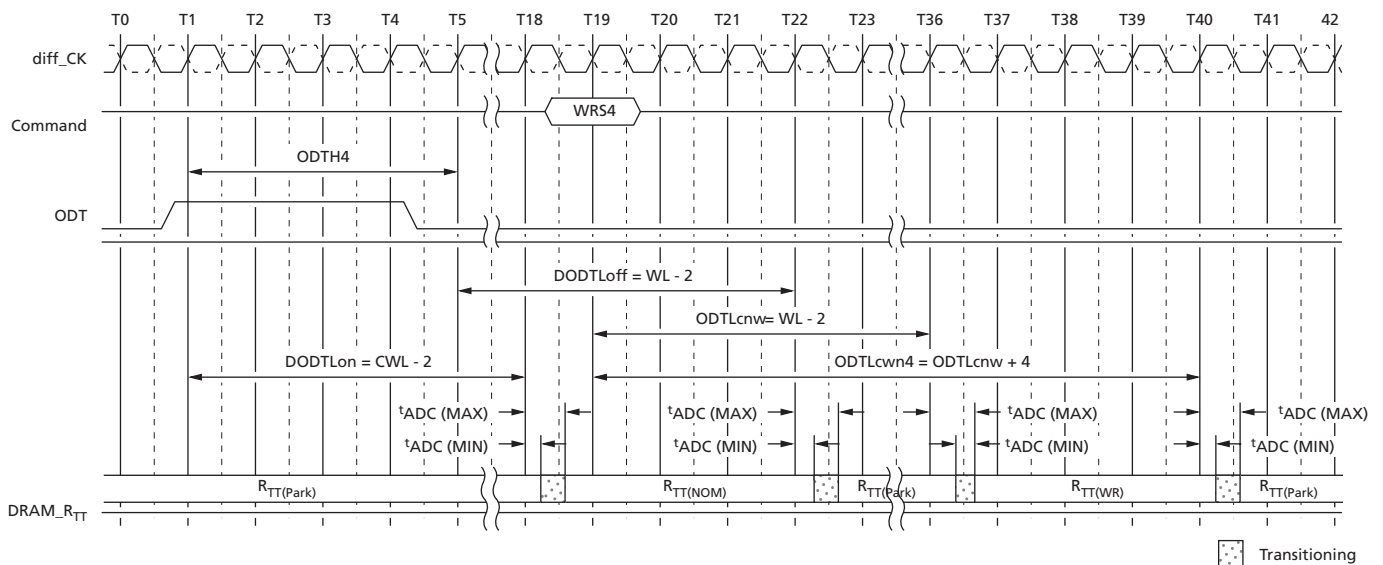 T0 T1 T2 T3 T4 T5 T18 T19 T20 T21 T22 T23 T36 T37 T38 T39 T40 T41 42
diff_CK
Command
WRS4
ODTH4
ODT
DODTLoff = WL - 2
ODTLcnw= WL - 2
DODTLon = CWL - 2
ODTLcwn4 = ODTLcnw + 4
tADC (MAX) tADC (MAX) tADC (MAX) tADC (MAX)
tADC (MIN) tADC (MIN) tADC (MIN) tADC (MIN)
RTT(Park) RTT(NOM) RTT(Park) RTT(WR) RTT(Park)
DRAM_RTT
Transitioning